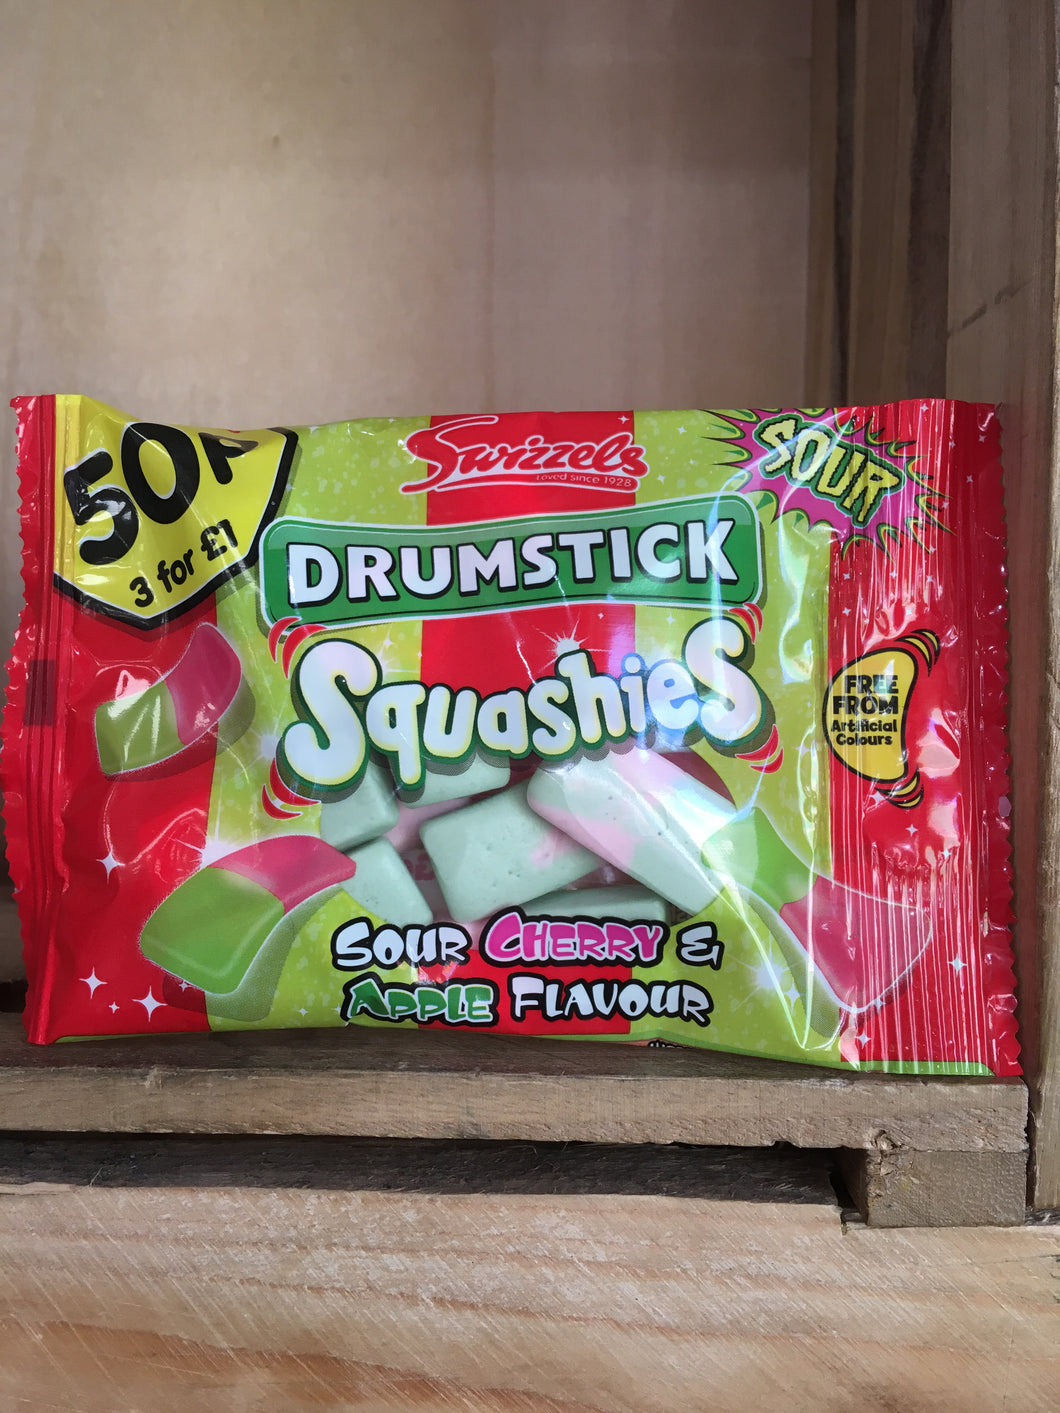 50p
3 for £1
Swizzels
Loved since 1928
SOUR
DRUMSTICK
Squashies
FREE
FROM
Artificial
Colours
SOUR CHERRY &
APPLE FLAVOUR